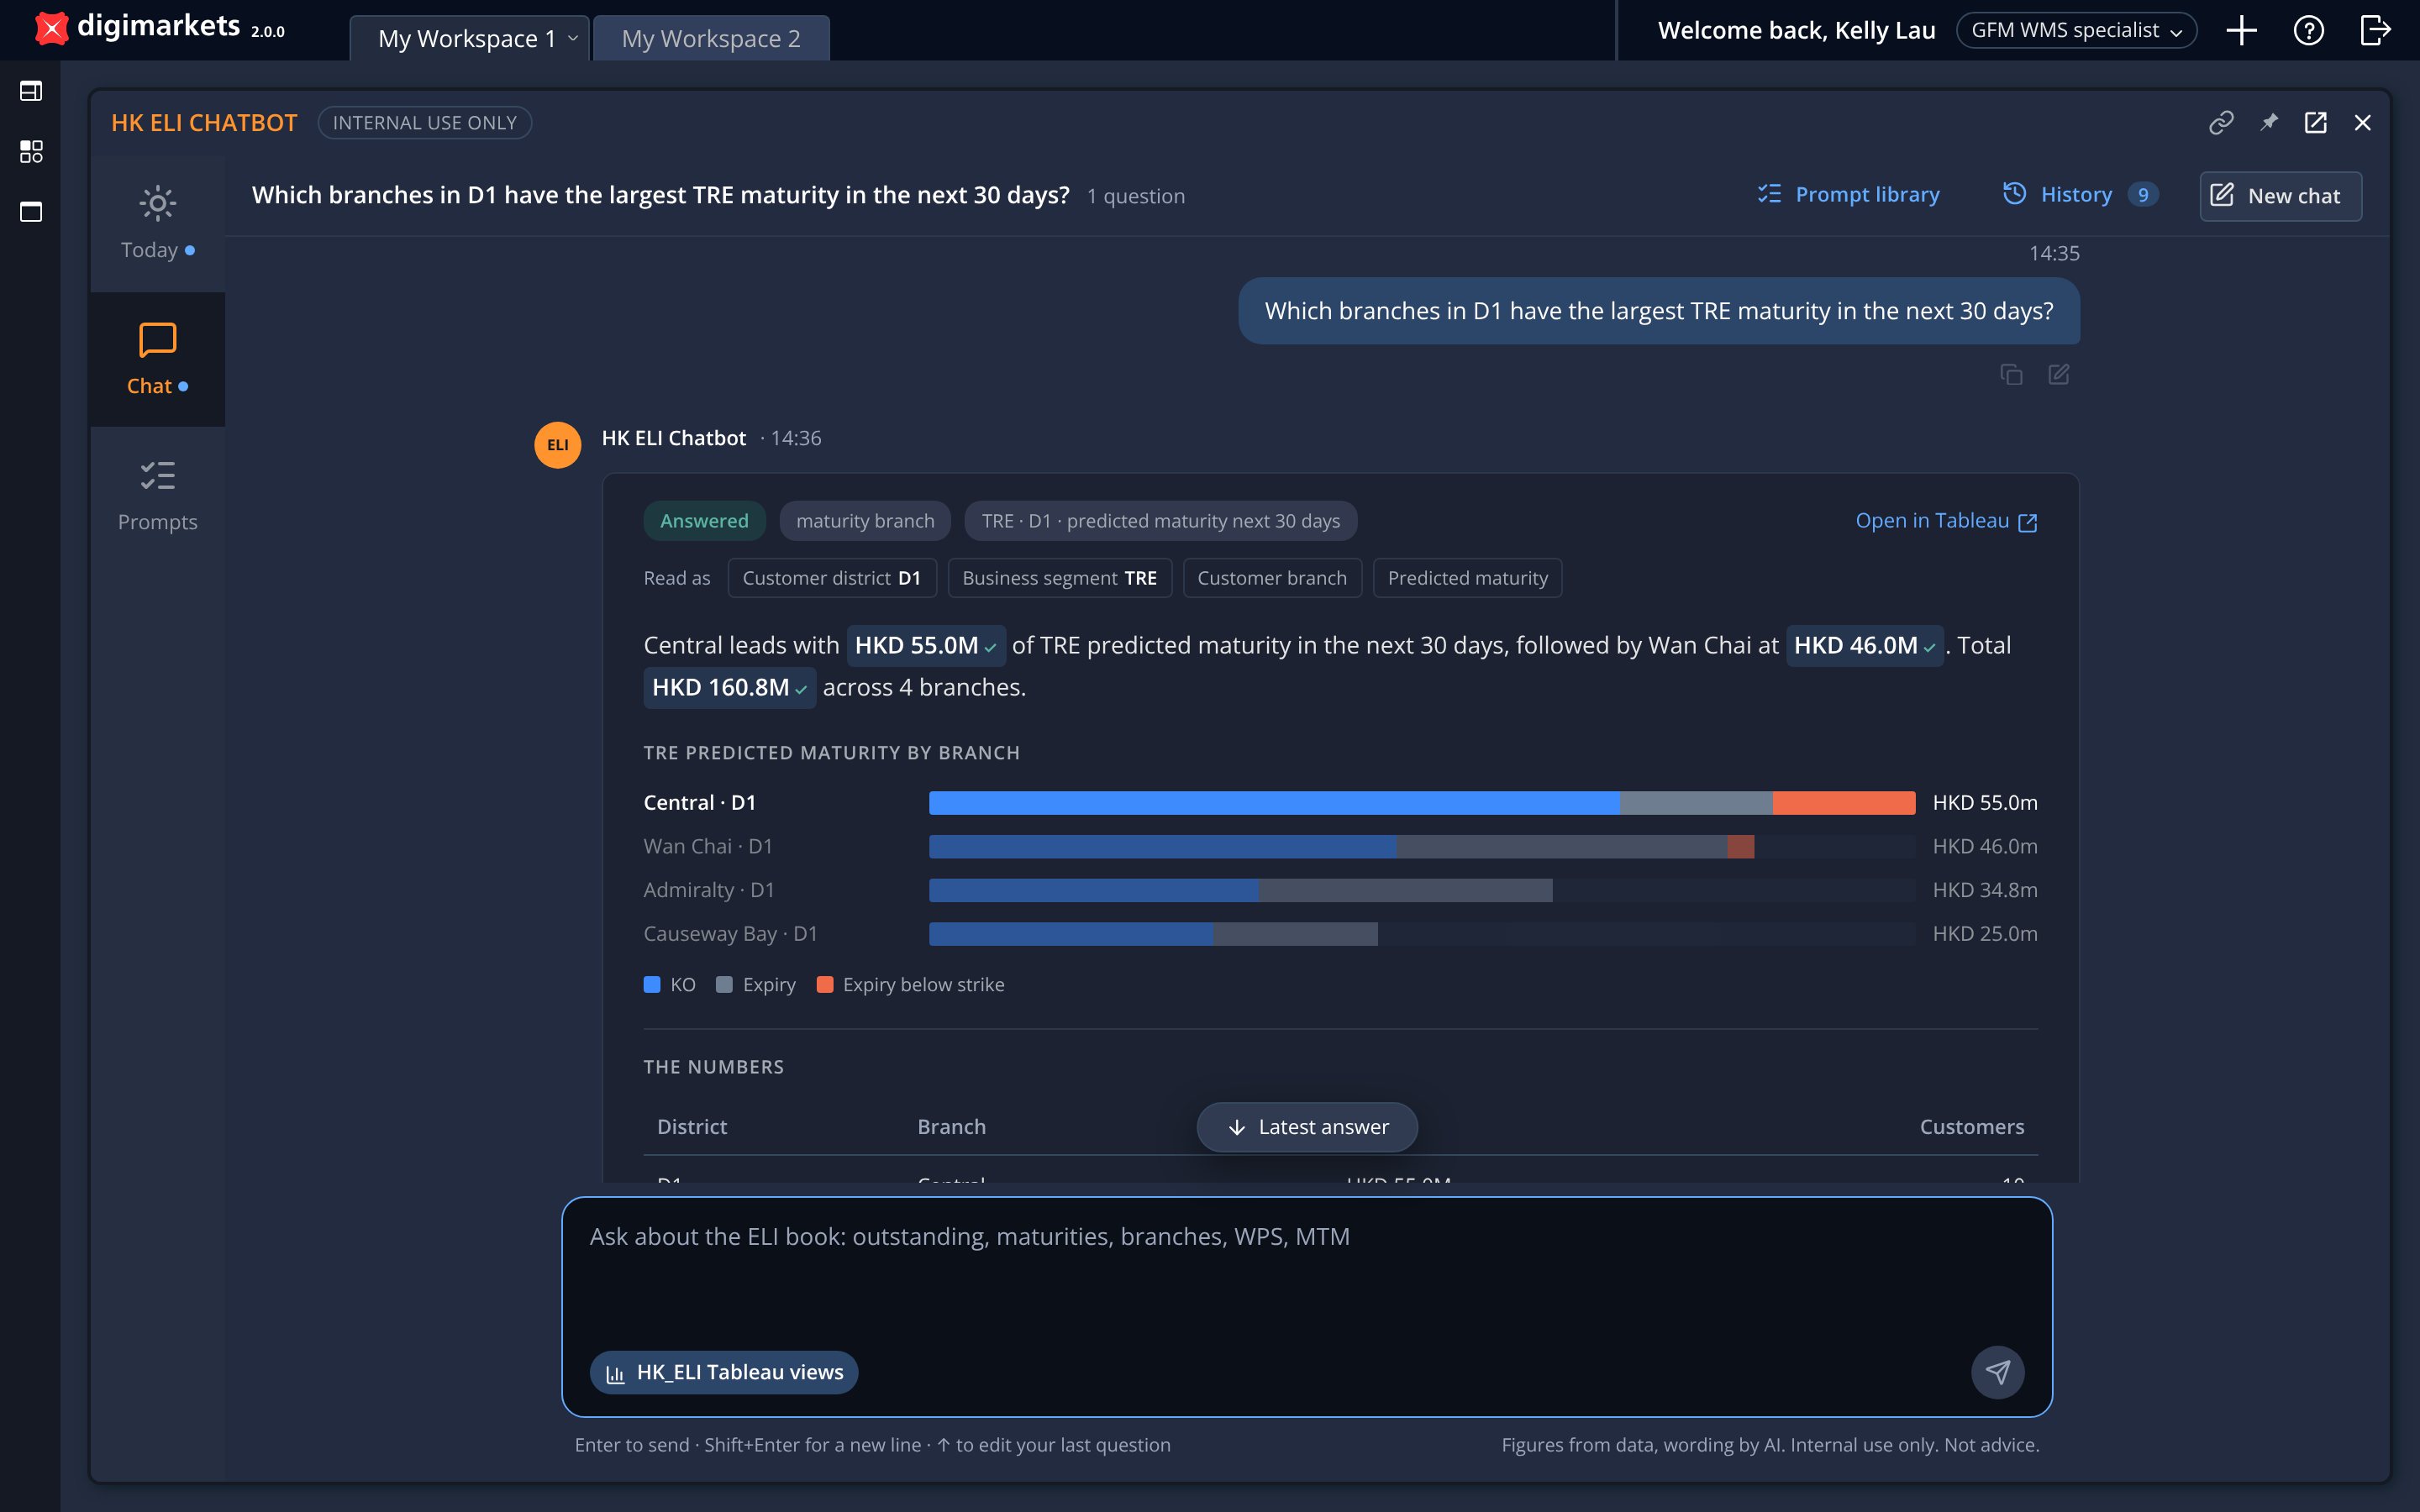 digimarkets 2.0.0
My Workspace 1
My Workspace 2
Welcome back, Kelly Lau
GFM WMS specialist
HK ELI CHATBOT
INTERNAL USE ONLY
Today
Chat
Prompts
Which branches in D1 have the largest TRE maturity in the next 30 days? 1 question
Prompt library
History 9
New chat
14:35
Which branches in D1 have the largest TRE maturity in the next 30 days?
ELI
HK ELI Chatbot · 14:36
Answered
maturity branch
TRE · D1 · predicted maturity next 30 days
Open in Tableau
Read as
Customer district D1
Business segment TRE
Customer branch
Predicted maturity
Central leads with HKD 55.0M of TRE predicted maturity in the next 30 days, followed by Wan Chai at HKD 46.0M. Total
HKD 160.8M across 4 branches.
TRE PREDICTED MATURITY BY BRANCH
Central · D1 HKD 55.0m
Wan Chai · D1 HKD 46.0m
Admiralty · D1 HKD 34.8m
Causeway Bay · D1 HKD 25.0m
KO Expiry Expiry below strike
THE NUMBERS
District Branch Customers
Latest answer
D1 Central HKD 55.0M 10
Ask about the ELI book: outstanding, maturities, branches, WPS, MTM
HK_ELI Tableau views
Enter to send · Shift+Enter for a new line · ↑ to edit your last question
Figures from data, wording by AI. Internal use only. Not advice.